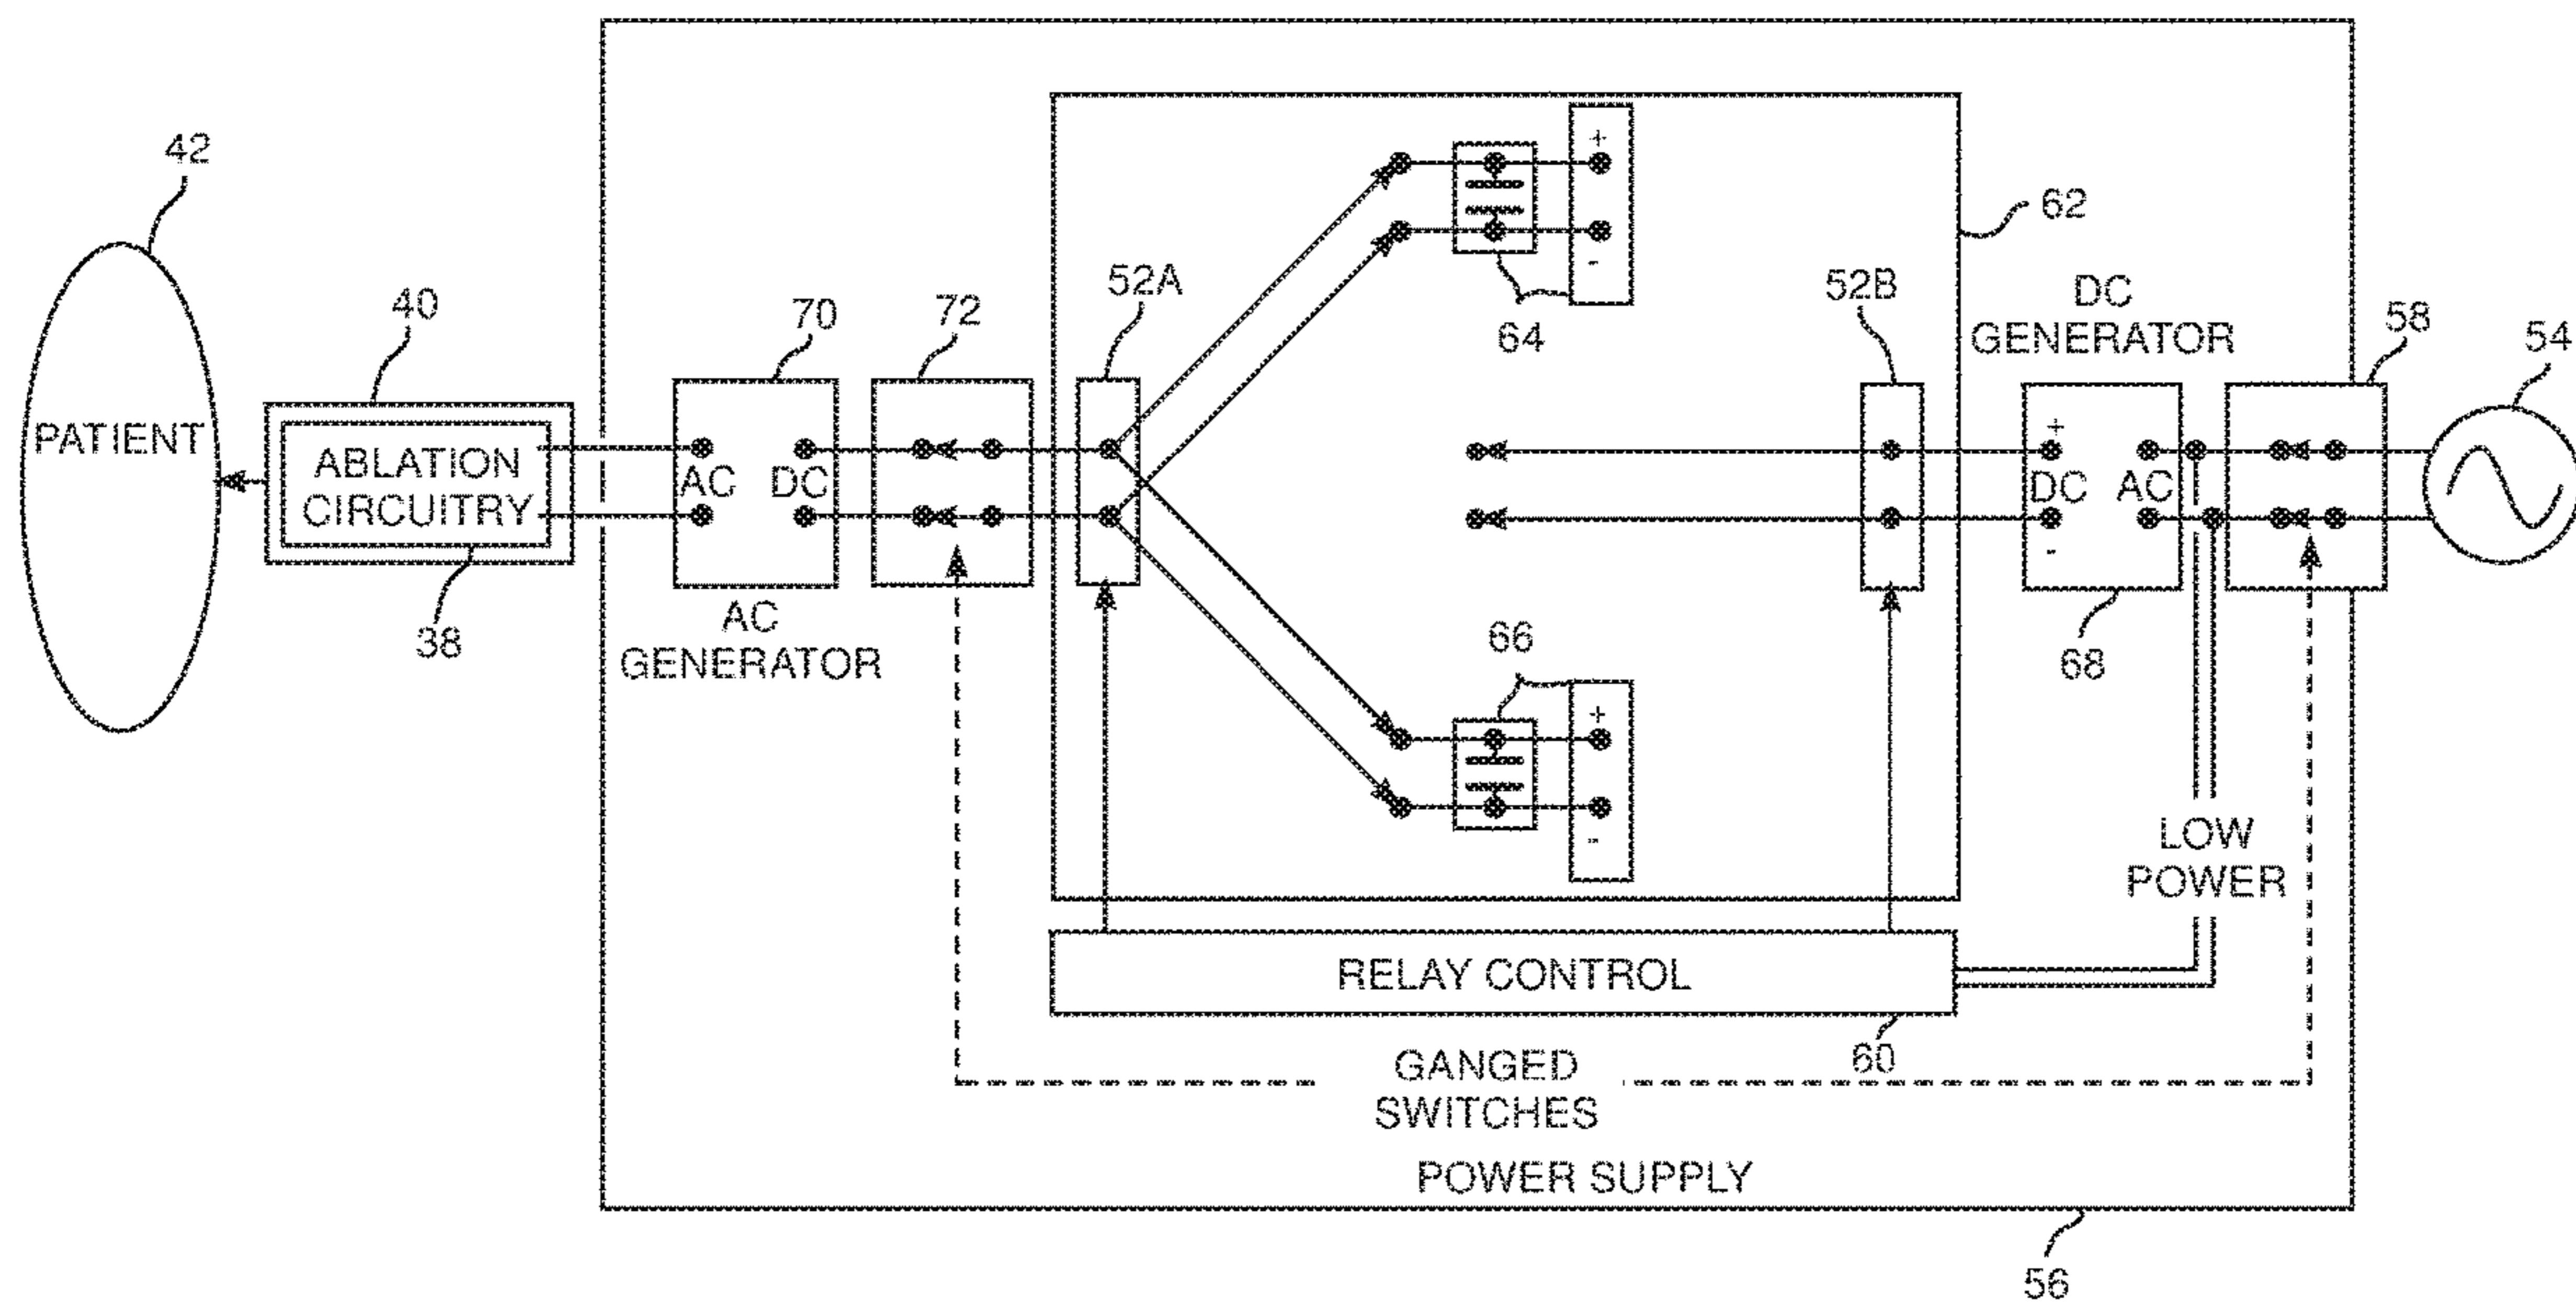 42
PATIENT
40
ABLATION
CIRCUITRY
38
70
AC DC
AC
GENERATOR
72
52A
+
-
64
66
+
-
52B
62
DC
GENERATOR
+
DC AC
-
68
58
54
LOW
POWER
RELAY CONTROL
60
GANGED
SWITCHES
POWER SUPPLY
56